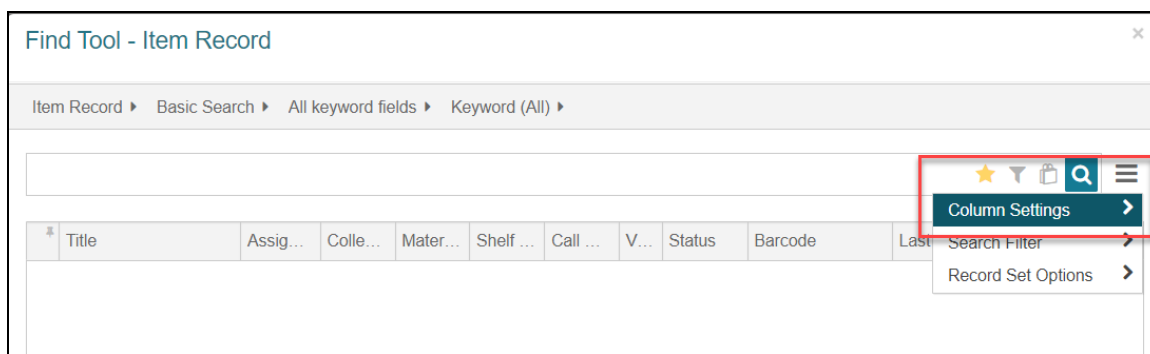 Find Tool - Item Record
×
Item Record Basic Search All keyword fields Keyword (All)
Column Settings
Title Assig... Colle... Mater... Shelf ... Call ... V... Status Barcode Last Search Filter
Record Set Options